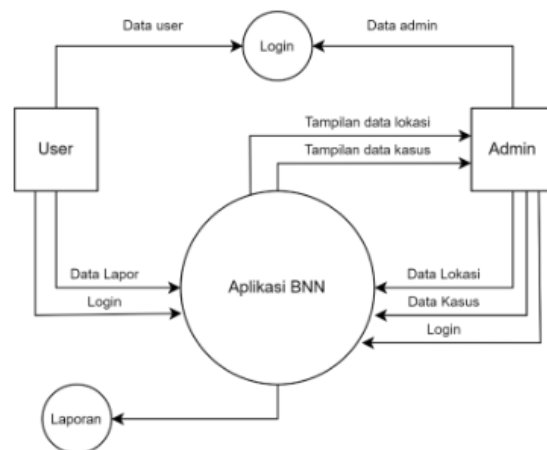 Data user
Data admin
Login
Tampilan data lokasi
User
Tampilan data kasus
Admin
Data Lapor
Aplikasi BNN
Data Lokasi
Login
Data Kasus
Login
Laporan